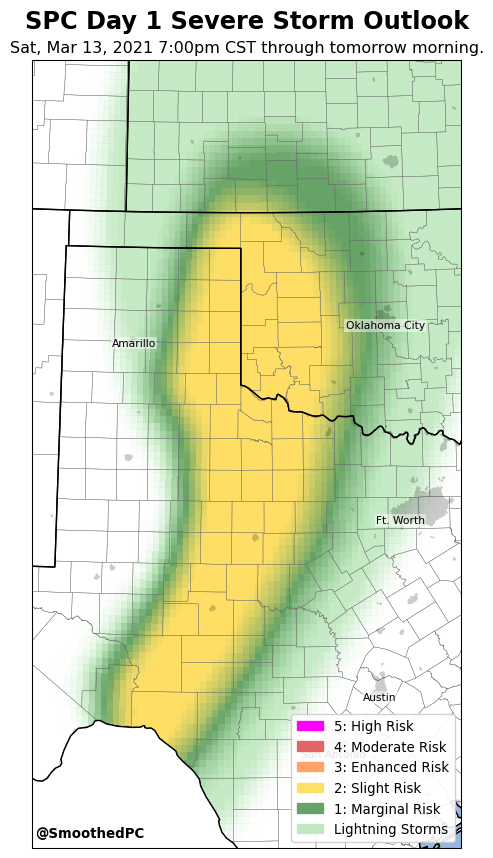 SPC Day 1 Severe Storm Outlook
Sat, Mar 13, 2021 7:00pm CST through tomorrow morning.
Oklahoma City
Amarillo
Ft. Worth
Austin
5: High Risk
4: Moderate Risk
3: Enhanced Risk
2: Slight Risk
1: Marginal Risk
Lightning Storms
@SmoothedPC